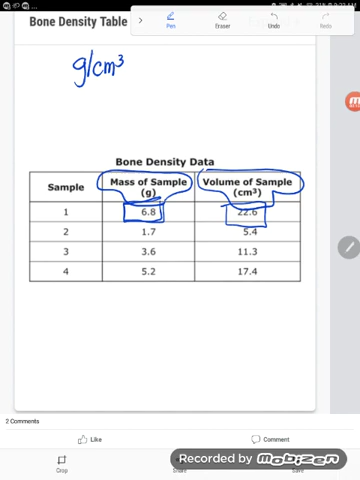 Bone Density Table
Pen
Eraser
Undo
Redo
g/cm³
Bone Density Data
Sample
Mass of Sample (g)
Volume of Sample (cm³)
1 6.8 22.6
2 1.7 5.4
3 3.6 11.3
4 5.2 17.4
2 Comments
Like
Comment
Crop
Share
Save
Recorded by Mobizen